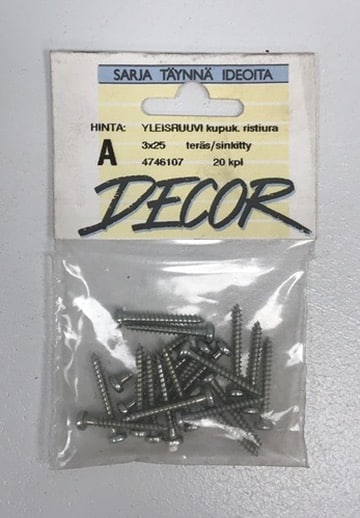 SARJA TÄYNNÄ IDEOITA
HINTA: YLEISRUUVI kupuk. ristiura
A 3x25 teräs/sinkitty
4746107 20 kpl
DECOR